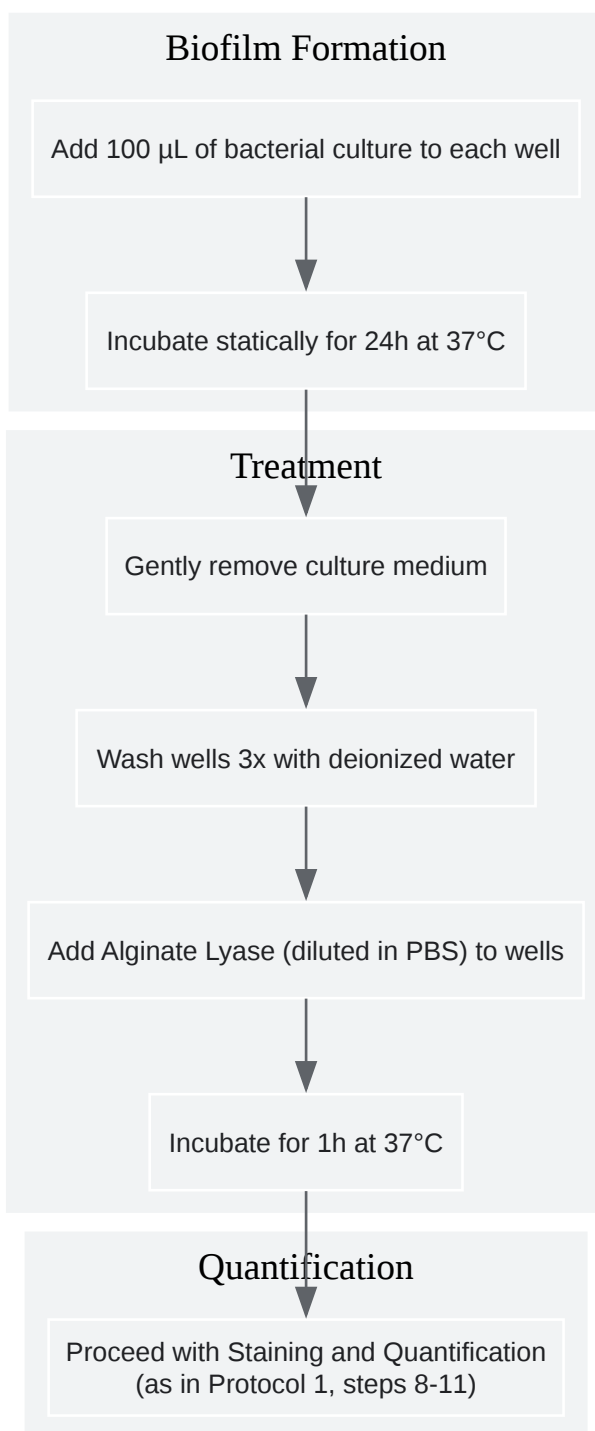 Biofilm Formation
Add 100 µL of bacterial culture to each well
Incubate statically for 24h at 37°C
Treatment
Gently remove culture medium
Wash wells 3x with deionized water
Add Alginate Lyase (diluted in PBS) to wells
Incubate for 1h at 37°C
Quantification
Proceed with Staining and Quantification
(as in Protocol 1, steps 8-11)